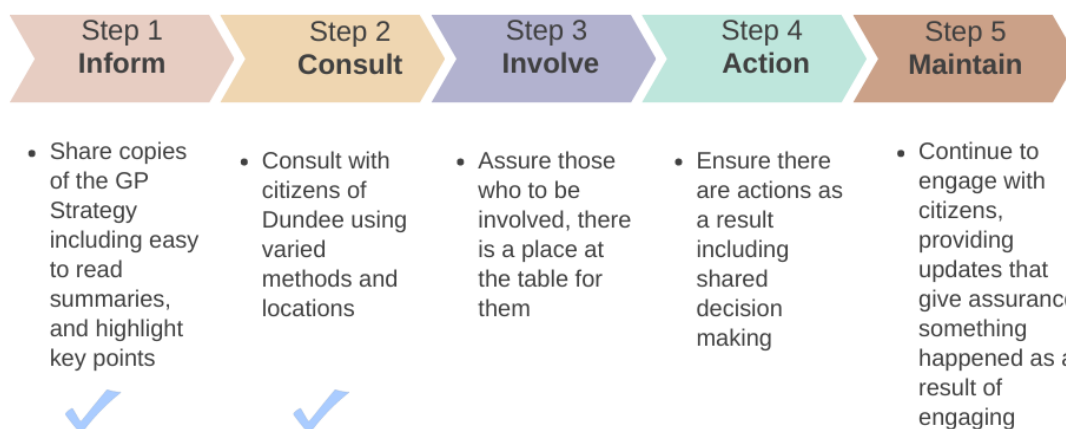 Step 1
Inform
Step 2
Consult
Step 3
Involve
Step 4
Action
Step 5
Maintain
• Share copies
of the GP
Strategy
including easy
to read
summaries,
and highlight
key points
• Consult with
citizens of
Dundee using
varied
methods and
locations
• Assure those
who to be
involved, there
is a place at
the table for
them
• Ensure there
are actions as
a result
including
shared
decision
making
• Continue to
engage with
citizens,
providing
updates that
give assurance
something
happened as a
result of
engaging